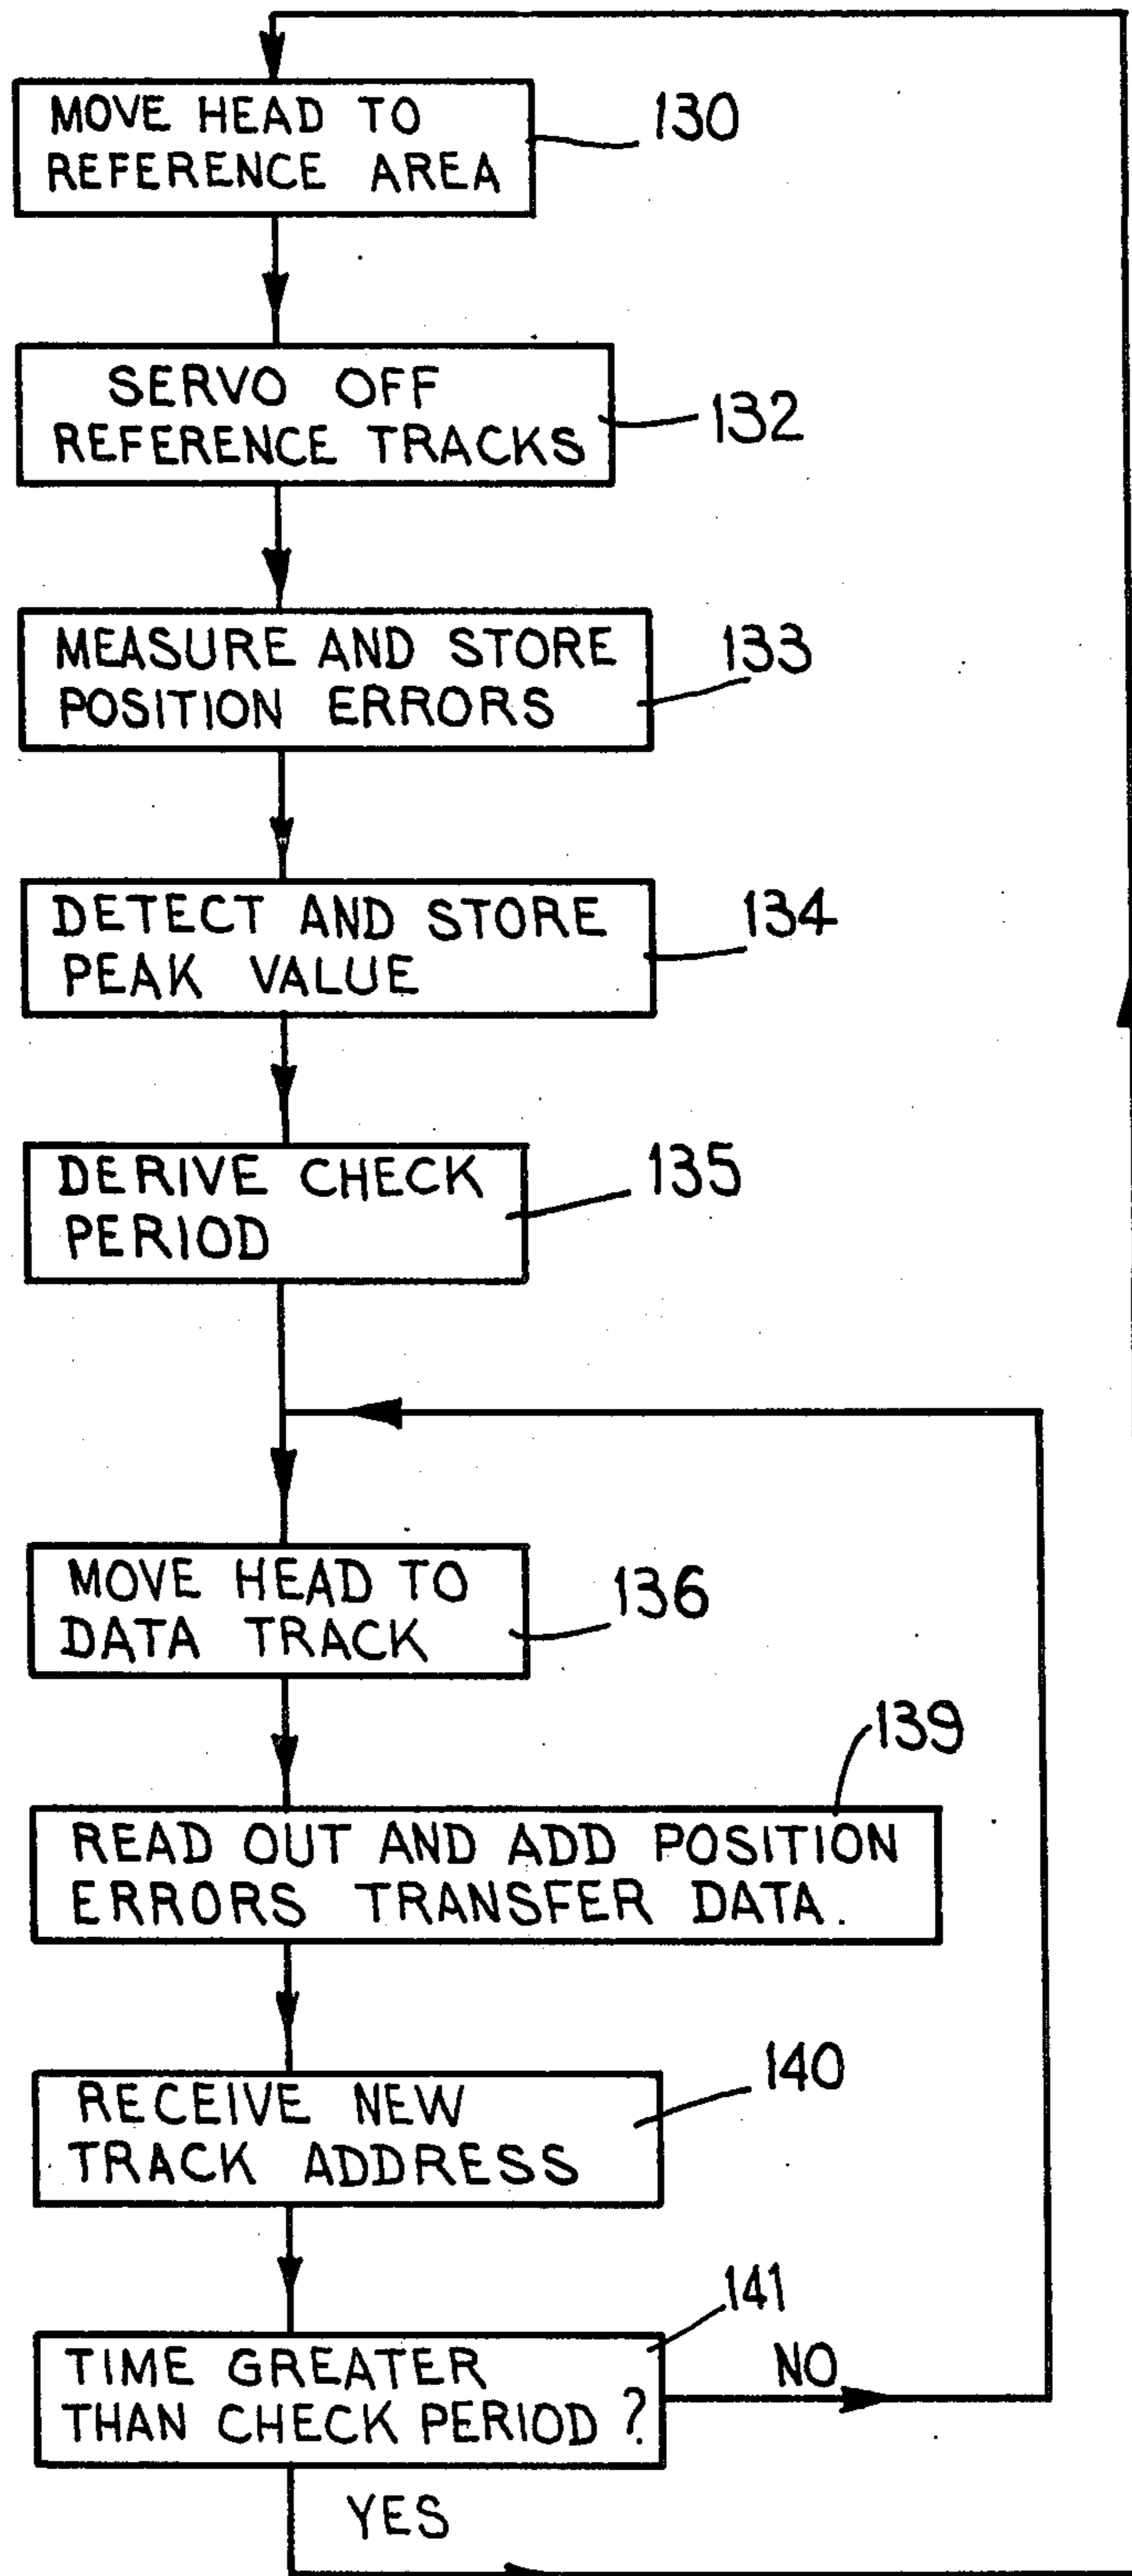 MOVE HEAD TO
REFERENCE AREA
130
SERVO OFF
REFERENCE TRACKS
132
MEASURE AND STORE
POSITION ERRORS
133
DETECT AND STORE
PEAK VALUE
134
DERIVE CHECK
PERIOD
135
MOVE HEAD TO
DATA TRACK
136
139
READ OUT AND ADD POSITION
ERRORS TRANSFER DATA.
140
RECEIVE NEW
TRACK ADDRESS
141
TIME GREATER
THAN CHECK PERIOD ?
NO
YES